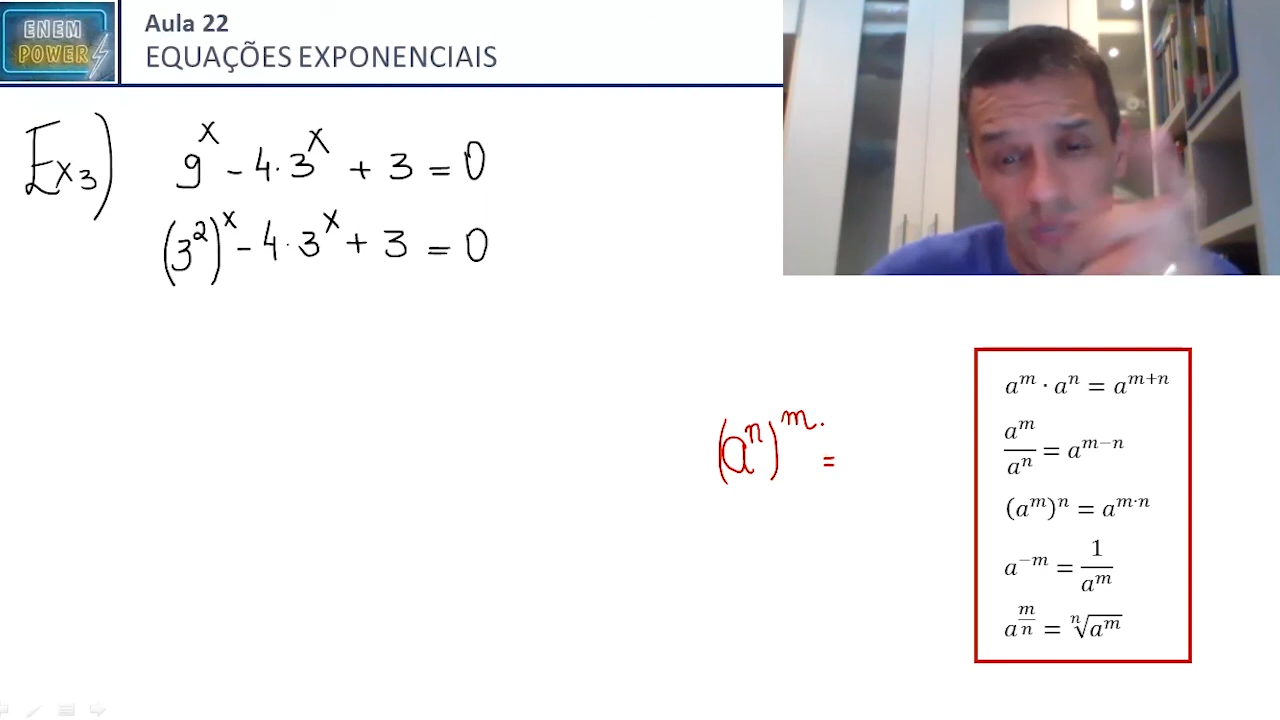 ENEM
POWER
Aula 22
EQUAÇÕES EXPONENCIAIS
Ex3) 9^x - 4·3^x + 3 = 0
(3^2)^x - 4·3^x + 3 = 0
(a^n)^m· =
a^m · a^n = a^{m+n}
a^m/a^n = a^{m−n}
(a^m)^n = a^{m·n}
a^{−m} = 1/a^m
a^{m/n} = ⁿ√(a^m)